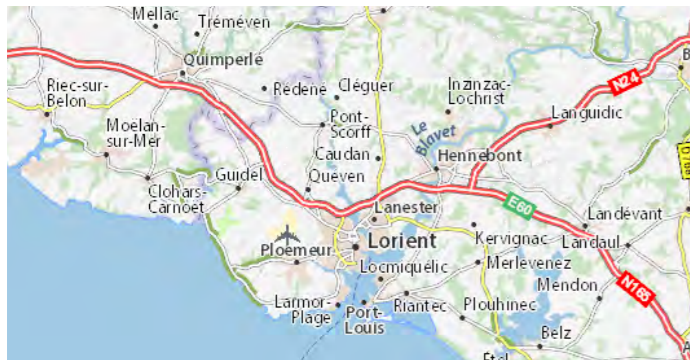 Mellac
Tréméven
Quimperlé
Riec-sur-
Belon
Rédené
Cléguer
Inzinzac-
Lochrist
N24
Languidic
Moëlan-
sur-Mer
Pont-
Scorff
Le
Blavet
Caudan
Hennebont
Clohars-
Carnoët
Guidel
Queven
E60
Lanester
Landévant
Kervignac
Ploemeur
Lorient
Landaul
Locmiquélic
Merlevenez
N165
Mendon
Larmor-
Plage
Port-
Louis
Riantec
Plouhinec
Belz